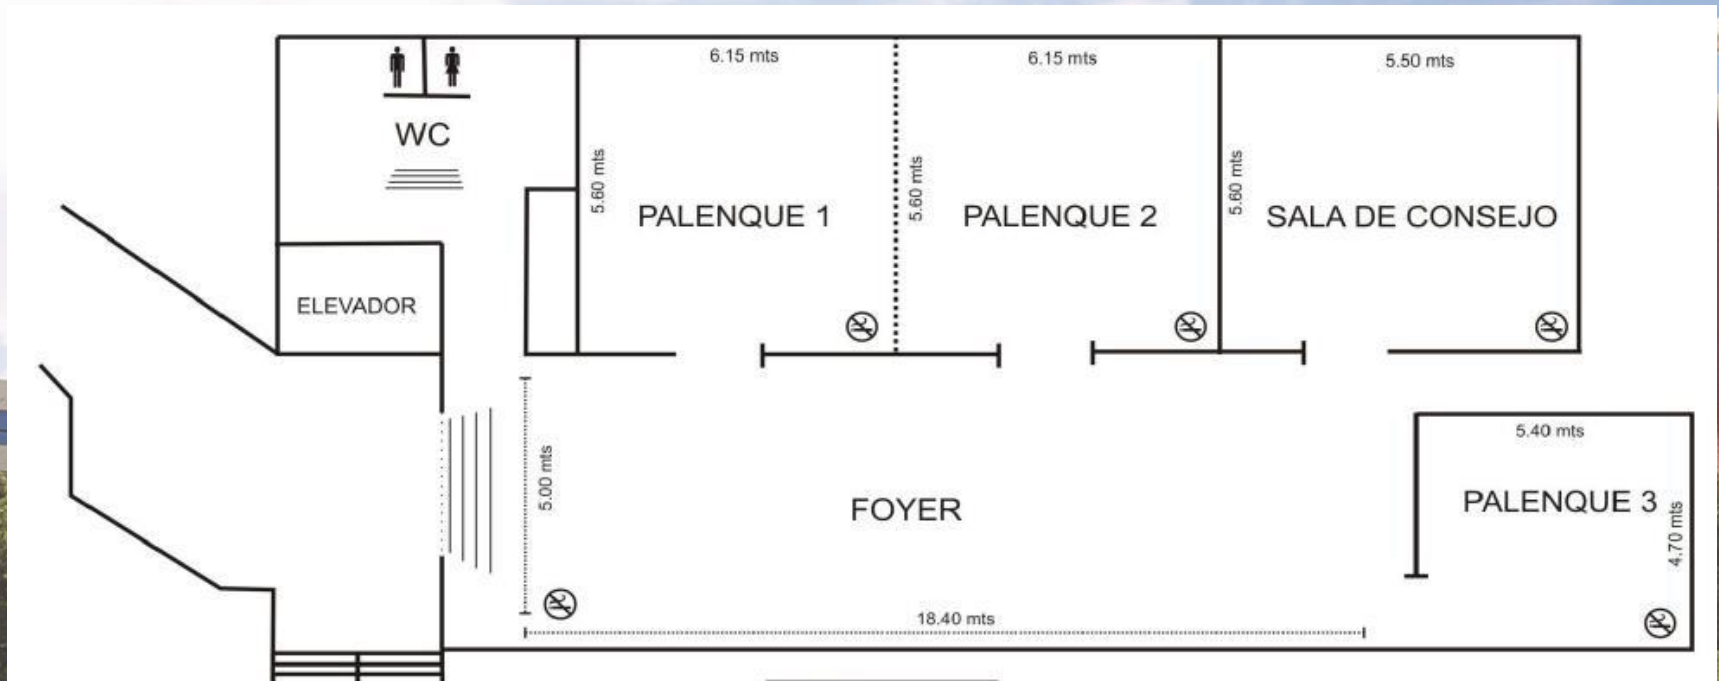 6.15 mts
6.15 mts
5.50 mts
WC
5.60 mts
5.60 mts
5.60 mts
PALENQUE 1
PALENQUE 2
SALA DE CONSEJO
ELEVADOR
5.40 mts
5.00 mts
FOYER
PALENQUE 3
4.70 mts
18.40 mts